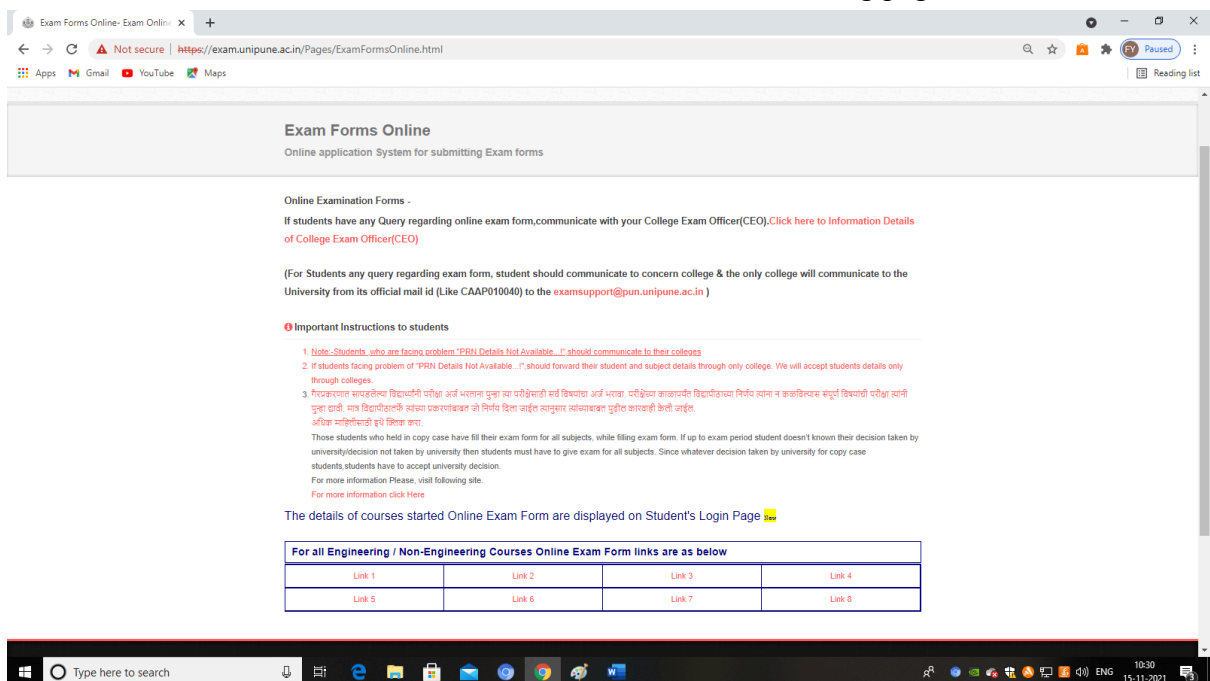 Exam Forms Online- Exam Online
Not secure | https://exam.unipune.ac.in/Pages/ExamFormsOnline.html
FY Paused
Apps Gmail YouTube Maps
Reading list
Exam Forms Online
Online application System for submitting Exam forms
Online Examination Forms -
If students have any Query regarding online exam form,communicate with your College Exam Officer(CEO).Click here to Information Details
of College Exam Officer(CEO)
(For Students any query regarding exam form, student should communicate to concern college & the only college will communicate to the
University from its official mail id (Like CAAP010040) to the examsupport@pun.unipune.ac.in )
Important Instructions to students
1. Note:-Students who are facing problem "PRN Details Not Available...!",should communicate to their colleges
2. If students facing problem of "PRN Details Not Available...!",should forward their student and subject details through only college. We will accept students details only
through colleges.
3. गैरप्रकरणात सापडलेल्या विद्यार्थ्यांनी परीक्षा अर्ज भरताना पुन्हा त्या परीक्षेसाठी सर्व विषयांचा अर्ज भरावा. परीक्षेच्या काळापर्यंत विद्यापीठाच्या निर्णय त्यांना न कळविल्यास संपूर्ण विषयांची परीक्षा त्यांनी
पुन्हा द्यावी. मात्र विद्यापीठातर्फे त्यांच्या प्रकरणांबाबत जो निर्णय दिला जाईल त्यानुसार त्यांच्याबाबत पुढील कारवाही केली जाईल.
अधिक माहितीसाठी इथे क्लिक करा.
Those students who held in copy case have fill their exam form for all subjects, while filling exam form. If up to exam period student doesn't known their decision taken by
university/decision not taken by university then students must have to give exam for all subjects. Since whatever decision taken by university for copy case
students,students have to accept university decision.
For more information Please, visit following site.
For more information click Here
The details of courses started Online Exam Form are displayed on Student's Login Page New
For all Engineering / Non-Engineering Courses Online Exam Form links are as below
Link 1 Link 2 Link 3 Link 4
Link 5 Link 6 Link 7 Link 8
Type here to search
ENG 10:30
15-11-2021
3